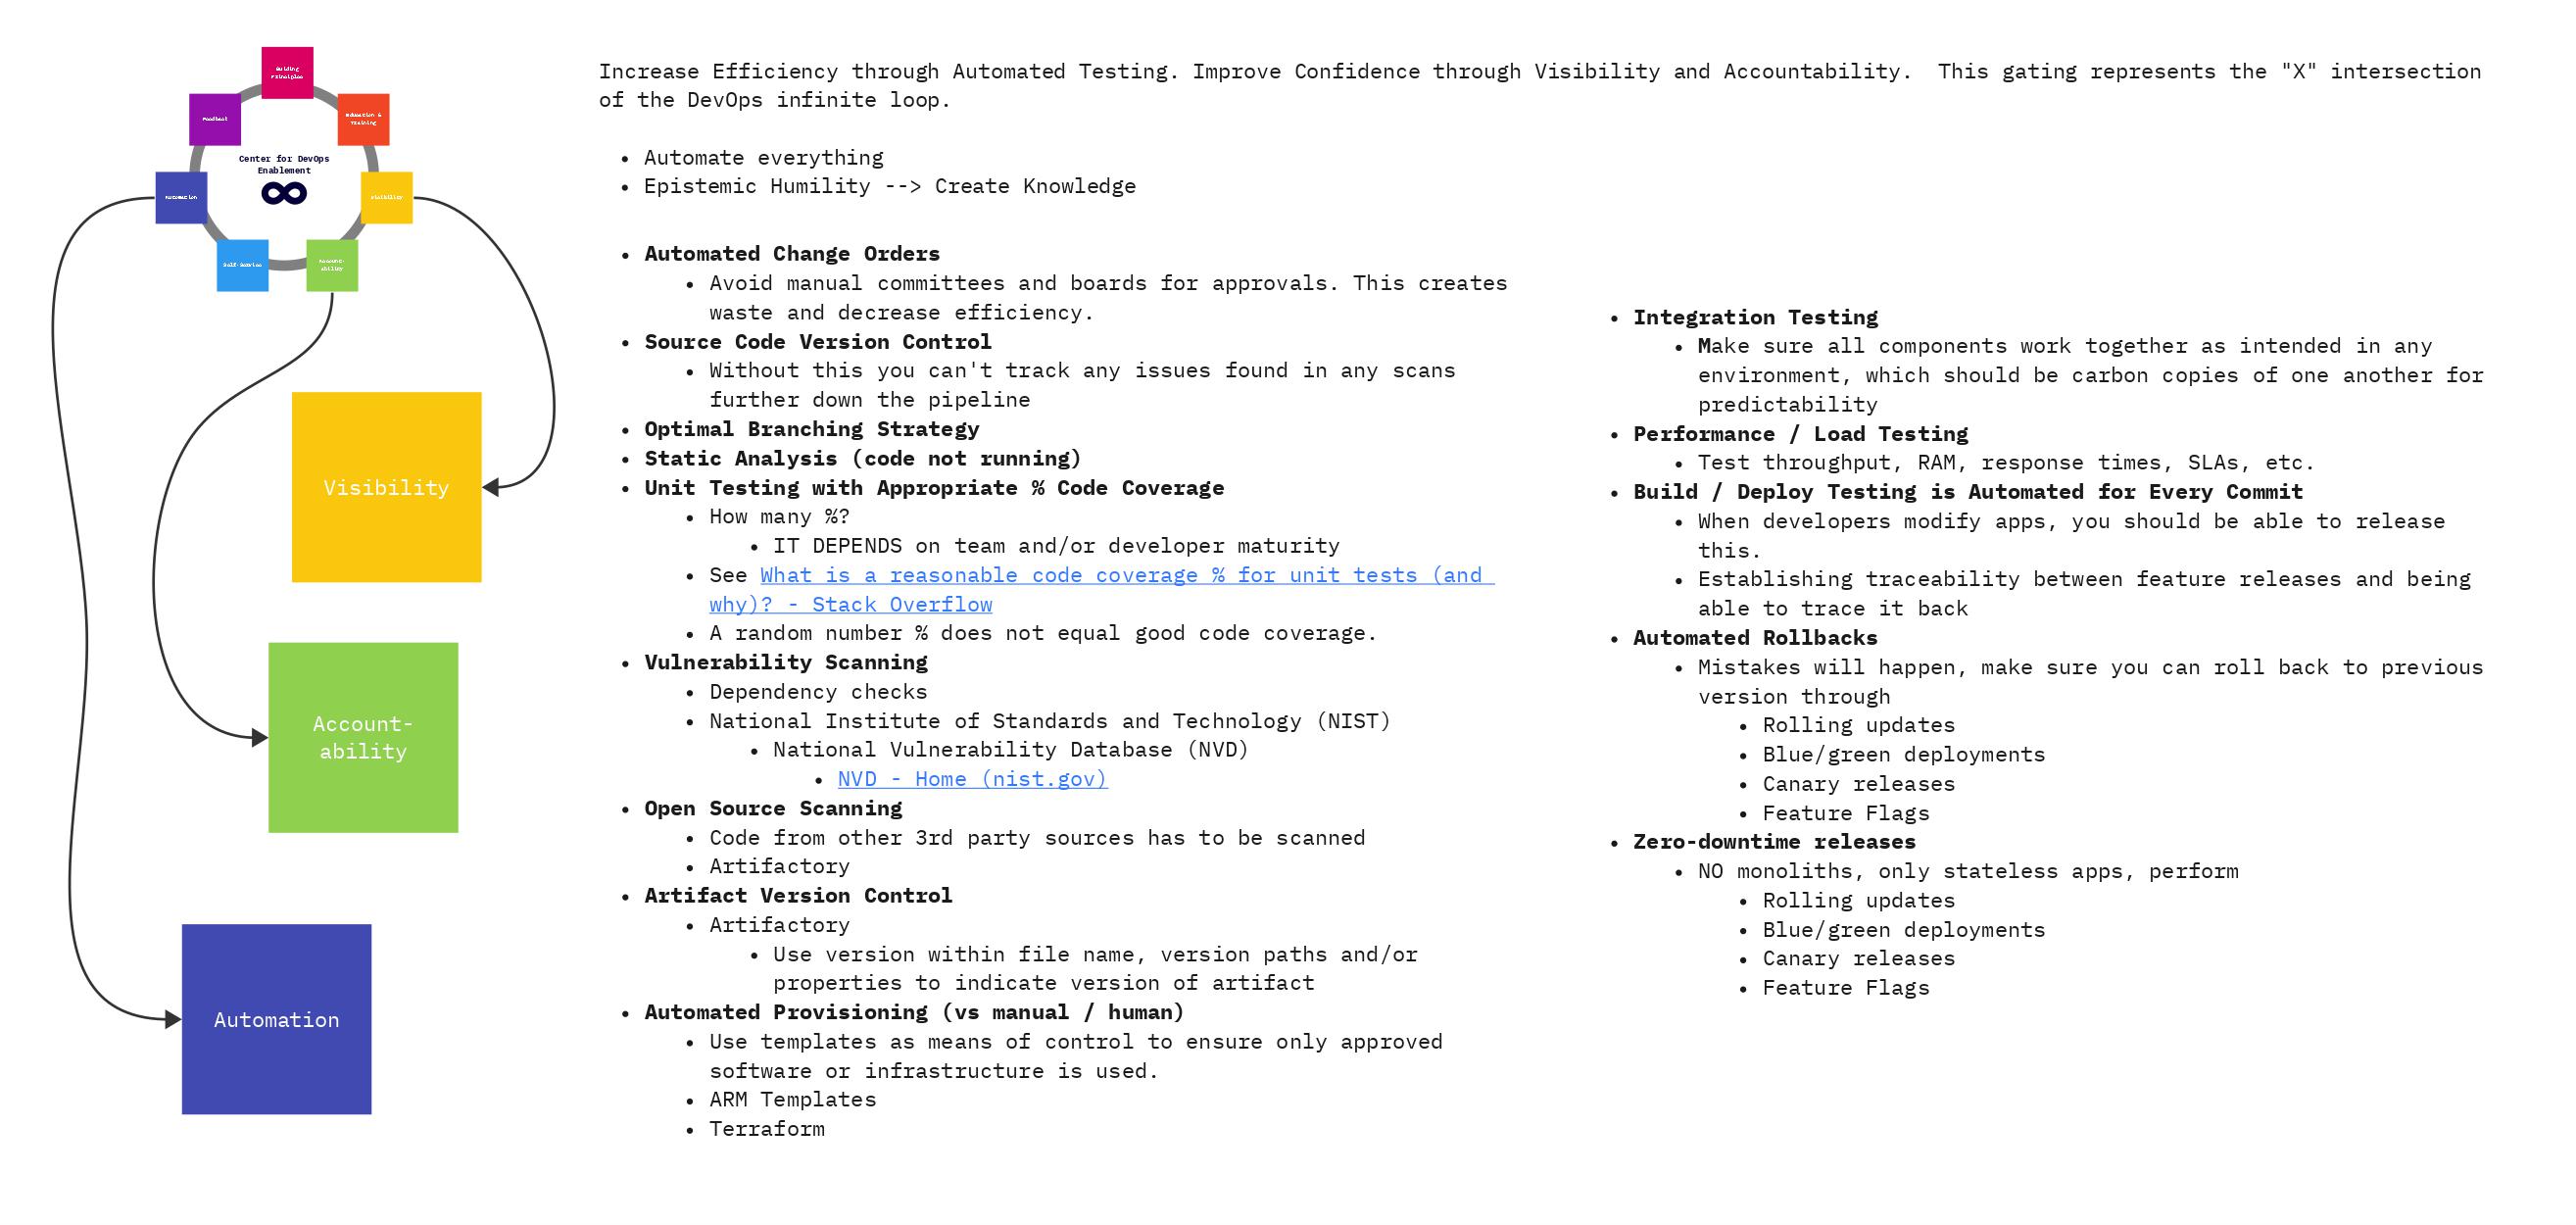 Guiding
Principles
Feedback
Education &
Training
Center for DevOps
Enablement
Automation
Visibility
Self-Service
Account-
ability
Visibility
Account-
ability
Automation
Increase Efficiency through Automated Testing. Improve Confidence through Visibility and Accountability.  This gating represents the "X" intersection
of the DevOps infinite loop.
• Automate everything
• Epistemic Humility --> Create Knowledge
• Automated Change Orders
• Avoid manual committees and boards for approvals. This creates
waste and decrease efficiency.
• Source Code Version Control
• Without this you can't track any issues found in any scans
further down the pipeline
• Optimal Branching Strategy
• Static Analysis (code not running)
• Unit Testing with Appropriate % Code Coverage
• How many %?
• IT DEPENDS on team and/or developer maturity
• See What is a reasonable code coverage % for unit tests (and
why)? - Stack Overflow
• A random number % does not equal good code coverage.
• Vulnerability Scanning
• Dependency checks
• National Institute of Standards and Technology (NIST)
• National Vulnerability Database (NVD)
• NVD - Home (nist.gov)
• Open Source Scanning
• Code from other 3rd party sources has to be scanned
• Artifactory
• Artifact Version Control
• Artifactory
• Use version within file name, version paths and/or
properties to indicate version of artifact
• Automated Provisioning (vs manual / human)
• Use templates as means of control to ensure only approved
software or infrastructure is used.
• ARM Templates
• Terraform
• Integration Testing
• Make sure all components work together as intended in any
environment, which should be carbon copies of one another for
predictability
• Performance / Load Testing
• Test throughput, RAM, response times, SLAs, etc.
• Build / Deploy Testing is Automated for Every Commit
• When developers modify apps, you should be able to release
this.
• Establishing traceability between feature releases and being
able to trace it back
• Automated Rollbacks
• Mistakes will happen, make sure you can roll back to previous
version through
• Rolling updates
• Blue/green deployments
• Canary releases
• Feature Flags
• Zero-downtime releases
• NO monoliths, only stateless apps, perform
• Rolling updates
• Blue/green deployments
• Canary releases
• Feature Flags